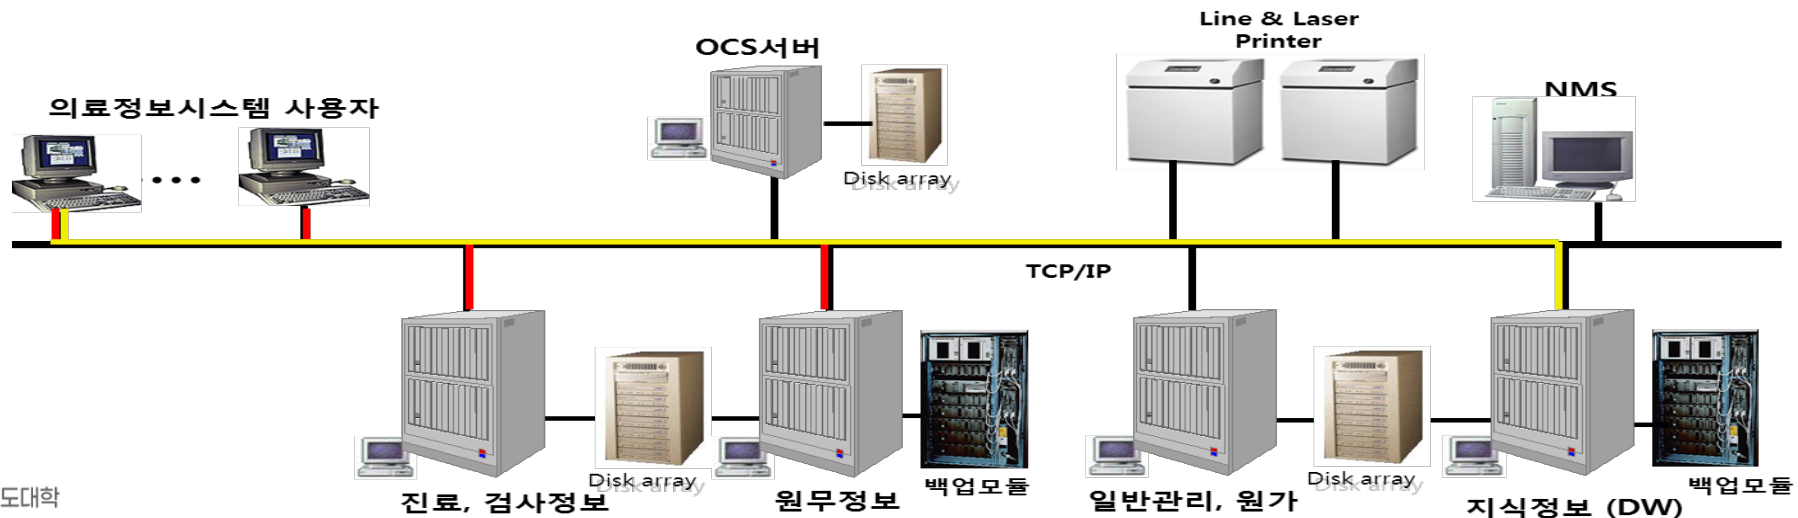 Line & Laser
Printer
OCS서버
NMS
의료정보시스템 사용자
Disk array
TCP/IP
Disk array
Disk array
백업모듈
백업모듈
진료, 검사정보
원무정보
일반관리, 원가
지식정보 (DW)
도대학